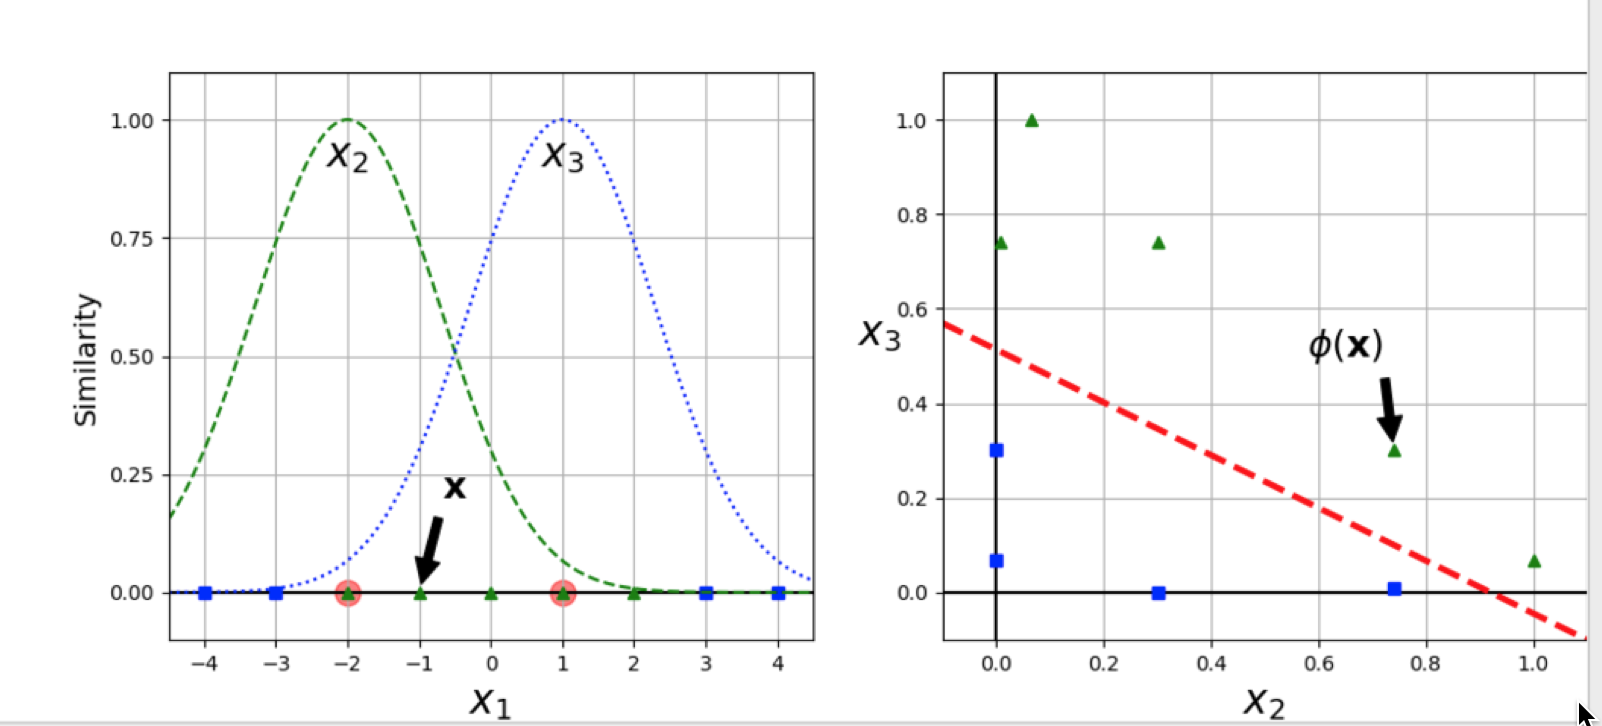 1.00
0.75
0.50
0.25
0.00
Similarity
x₂
x₃
x
−4 −3 −2 −1 0 1 2 3 4
x₁
1.0
0.8
0.6
0.4
0.2
0.0
x₃
ϕ(x)
0.0 0.2 0.4 0.6 0.8 1.0
x₂